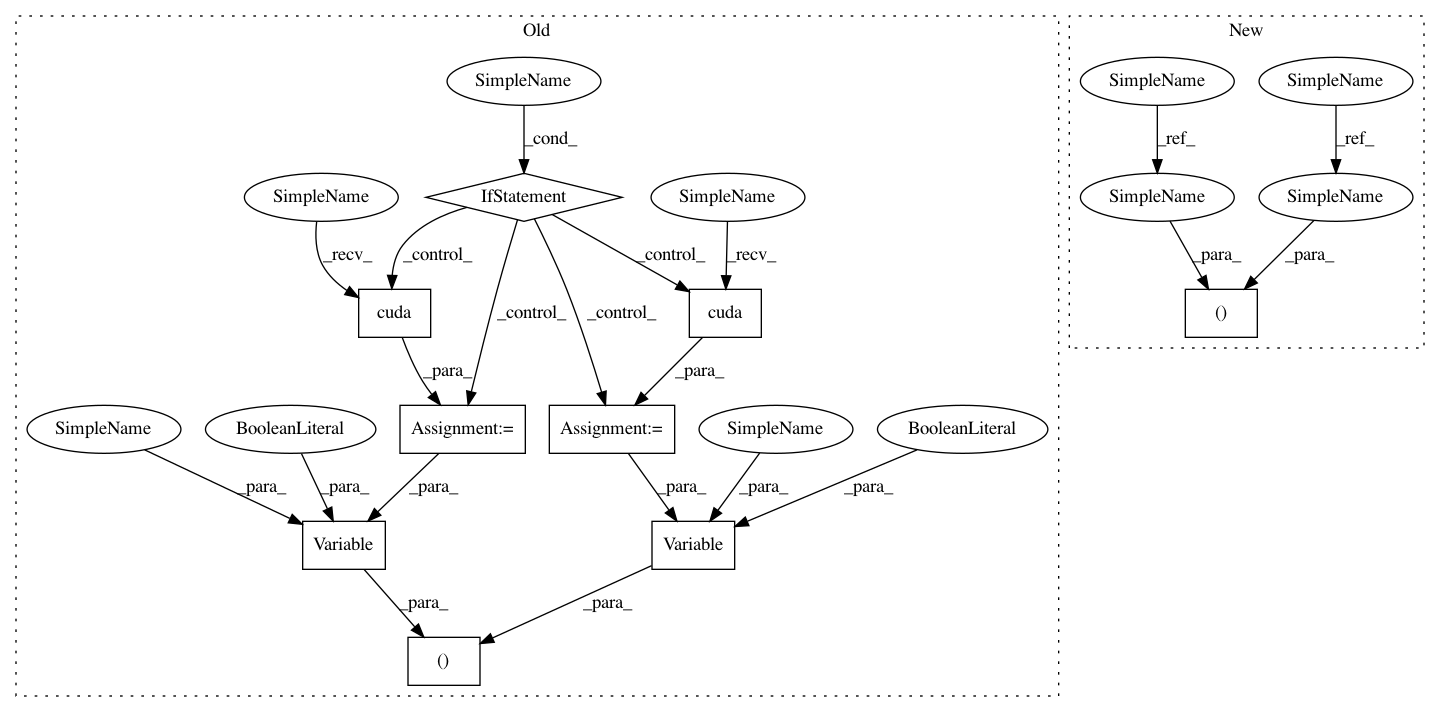 Old
New
SimpleName
SimpleName
SimpleName
_cond_
_ref_
_ref_
SimpleName
IfStatement
SimpleName
SimpleName
SimpleName
_recv_
_control_
_control_
_recv_
_para_
_para_
cuda
_control_
_control_
cuda
()
_para_
_para_
SimpleName
BooleanLiteral
Assignment:=
Assignment:=
SimpleName
BooleanLiteral
_para_
_para_
_para_
_para_
_para_
_para_
Variable
Variable
_para_
_para_
()